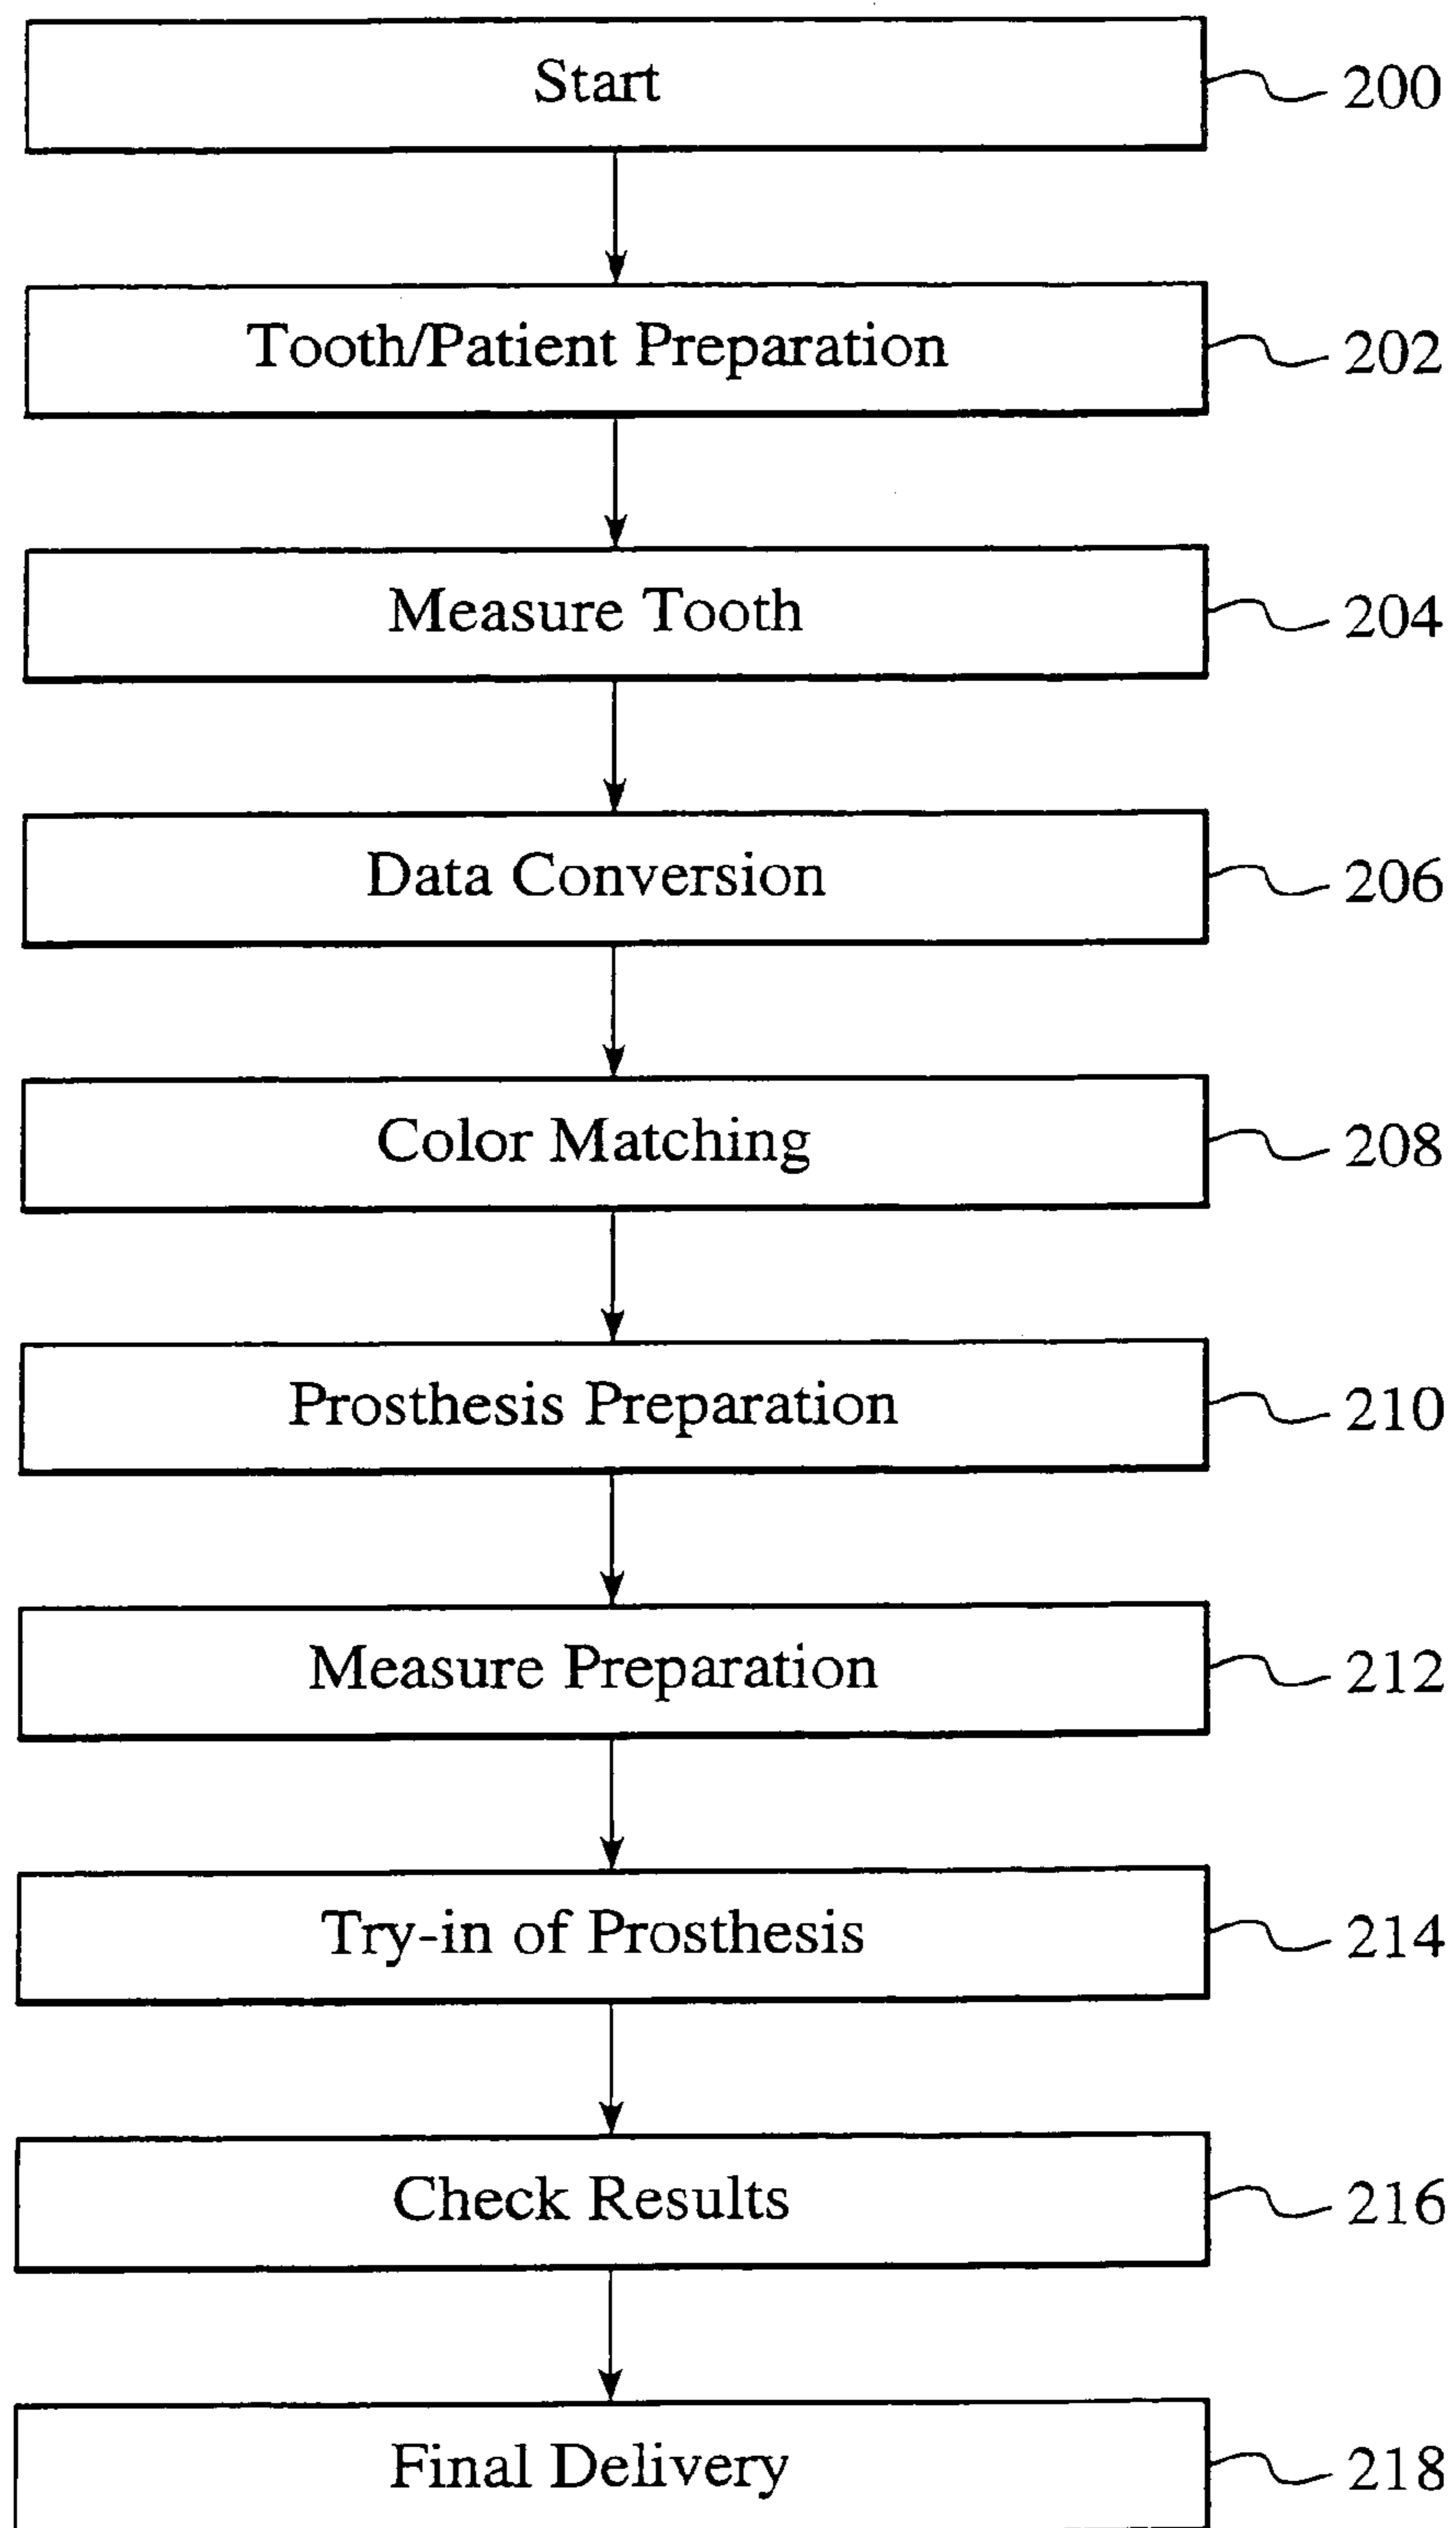 Start 200
Tooth/Patient Preparation 202
Measure Tooth 204
Data Conversion 206
Color Matching 208
Prosthesis Preparation 210
Measure Preparation 212
Try-in of Prosthesis 214
Check Results 216
Final Delivery 218